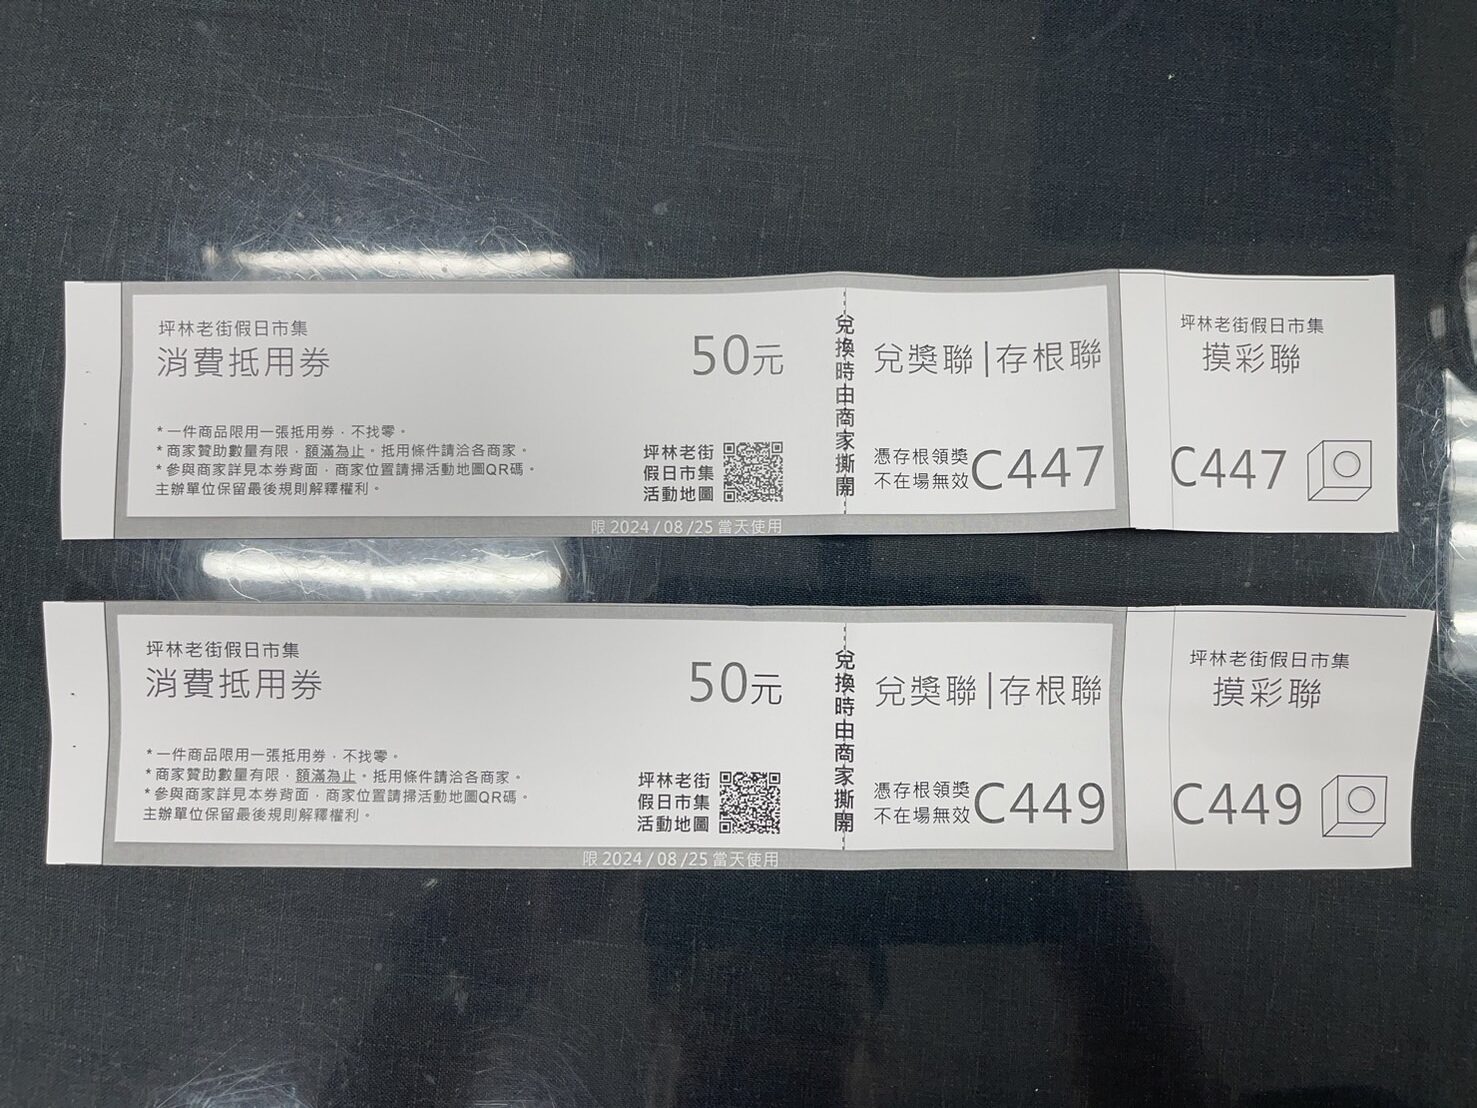 坪林老街假日市集
消費抵用券
50元
*一件商品限用一張抵用券，不找零。
*商家贊助數量有限，額滿為止。抵用條件請洽各商家。
*參與商家詳見本券背面，商家位置請掃活動地圖QR碼。
主辦單位保留最後規則解釋權利。
坪林老街
假日市集
活動地圖
限 2024 / 08 /25 當天使用
兌換時由商家撕開
兌獎聯|存根聯
憑存根領獎
不在場無效
C447
坪林老街假日市集
摸彩聯
C447
坪林老街假日市集
消費抵用券
50元
*一件商品限用一張抵用券，不找零。
*商家贊助數量有限，額滿為止。抵用條件請洽各商家。
*參與商家詳見本券背面，商家位置請掃活動地圖QR碼。
主辦單位保留最後規則解釋權利。
坪林老街
假日市集
活動地圖
限 2024 / 08 /25 當天使用
兌換時由商家撕開
兌獎聯|存根聯
憑存根領獎
不在場無效
C449
坪林老街假日市集
摸彩聯
C449